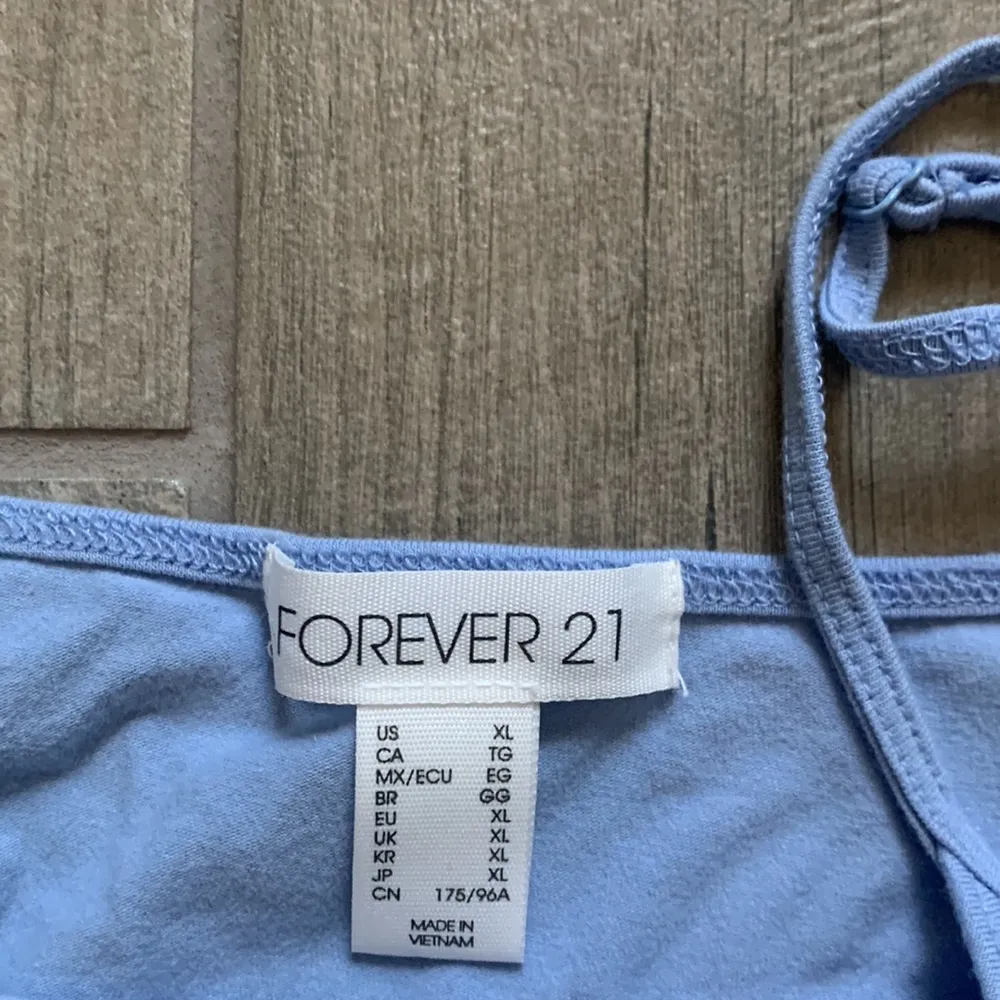 FOREVER 21
US XL
CA TG
MX/ECU EG
BR GG
EU XL
UK XL
KR XL
JP XL
CN 175/96A
MADE IN
VIETNAM